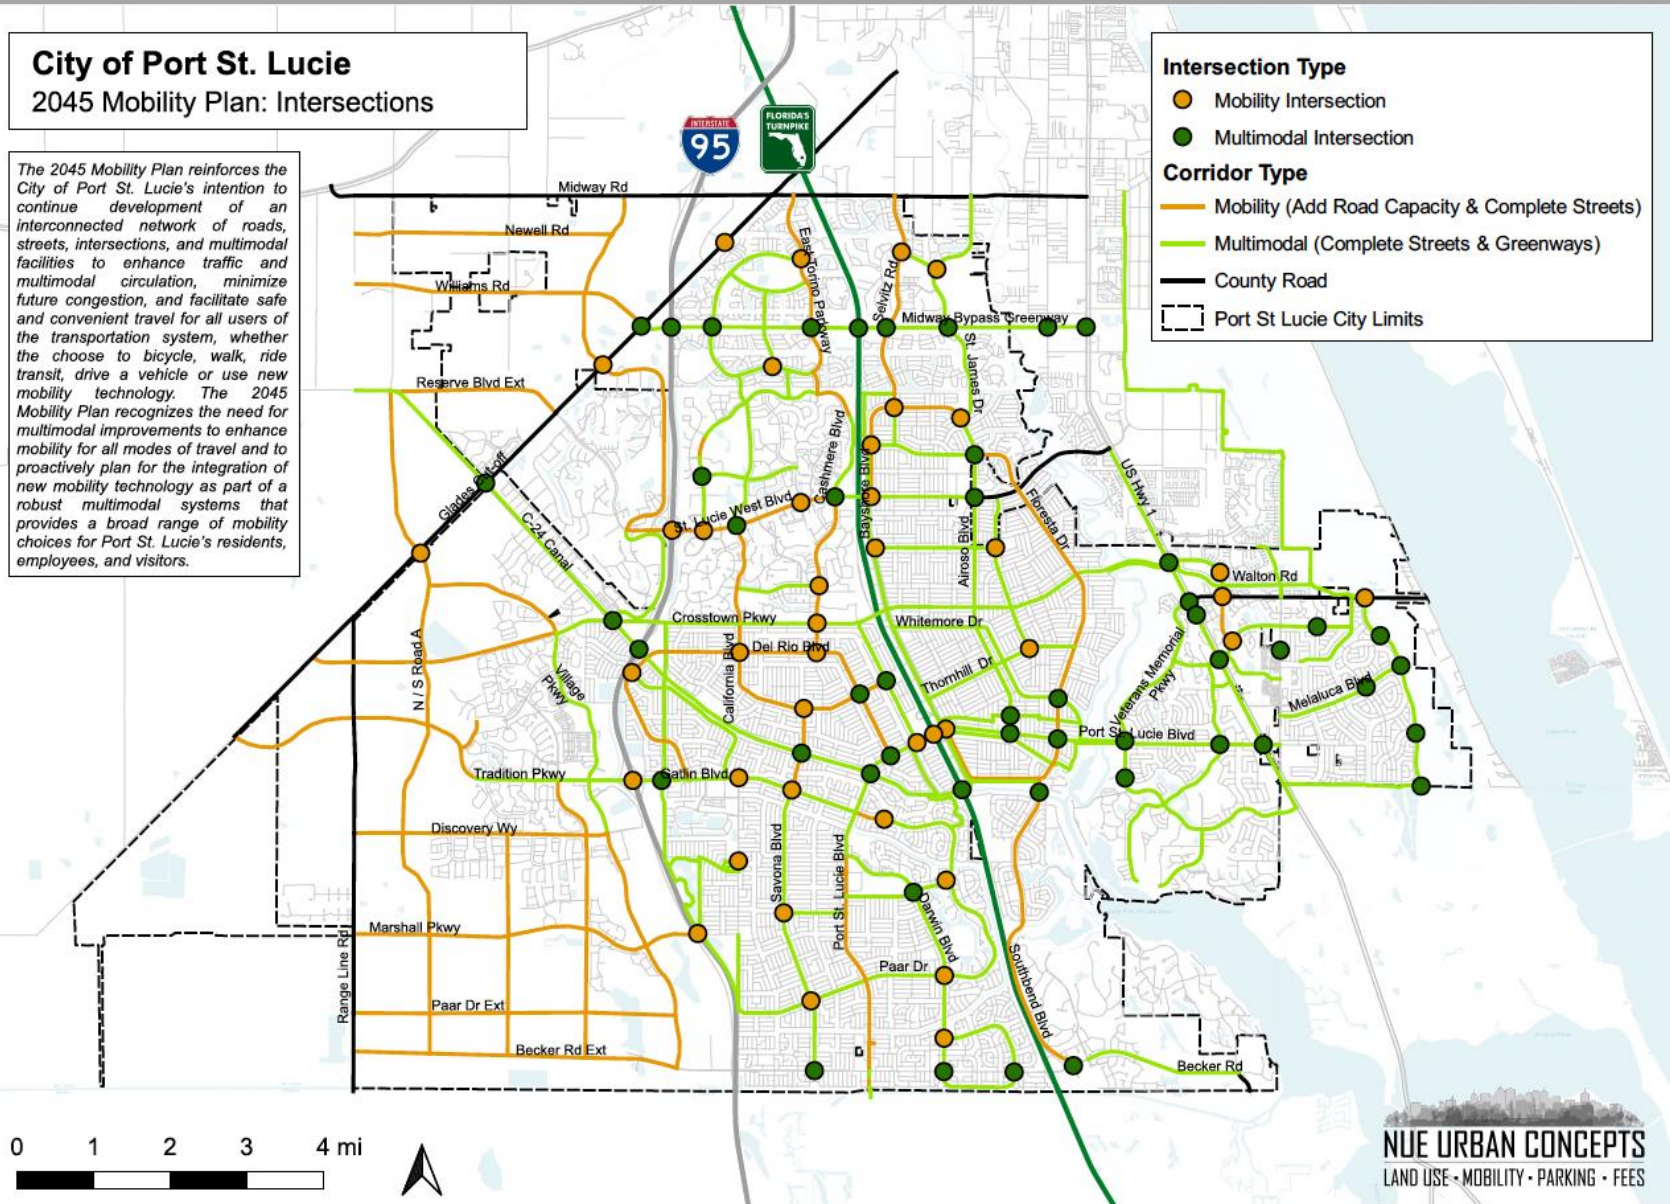 City of Port St. Lucie
2045 Mobility Plan: Intersections
The 2045 Mobility Plan reinforces the
City of Port St. Lucie's intention to
continue development of an
interconnected network of roads,
streets, intersections, and multimodal
facilities to enhance traffic and
multimodal circulation, minimize
future congestion, and facilitate safe
and convenient travel for all users of
the transportation system, whether
the choose to bicycle, walk, ride
transit, drive a vehicle or use new
mobility technology. The 2045
Mobility Plan recognizes the need for
multimodal improvements to enhance
mobility for all modes of travel and to
proactively plan for the integration of
new mobility technology as part of a
robust multimodal systems that
provides a broad range of mobility
choices for Port St. Lucie's residents,
employees, and visitors.
INTERSTATE
95
FLORIDA'S
TURNPIKE
Intersection Type
Mobility Intersection
Multimodal Intersection
Corridor Type
Mobility (Add Road Capacity & Complete Streets)
Multimodal (Complete Streets & Greenways)
County Road
Port St Lucie City Limits
Midway Rd
Newell Rd
East Torino Parkway
Selvitz Rd
Williams Rd
Midway Bypass Greenway
St. James Dr
Reserve Blvd Ext
Cashmere Blvd
Glades Cut-off
US Hwy 1
Bayshore Blvd
St. Lucie West Blvd
Floresta Dr
C-24 Canal
Airoso Blvd
Walton Rd
Crosstown Pkwy
Whitemore Dr
N / S Road A
California Blvd
Del Rio Blvd
Village
Pkwy
Thornhill Dr
Veterans Memorial
Pkwy
Melaluca Blvd
Port St. Lucie Blvd
Tradition Pkwy
Gatlin Blvd
Discovery Wy
Savona Blvd
Port St. Lucie Blvd
Darwin Blvd
Marshall Pkwy
Range Line Rd
Paar Dr
Southbend Blvd
Paar Dr Ext
Becker Rd Ext
Becker Rd
0 1 2 3 4 mi
NUE URBAN CONCEPTS
LAND USE • MOBILITY • PARKING • FEES